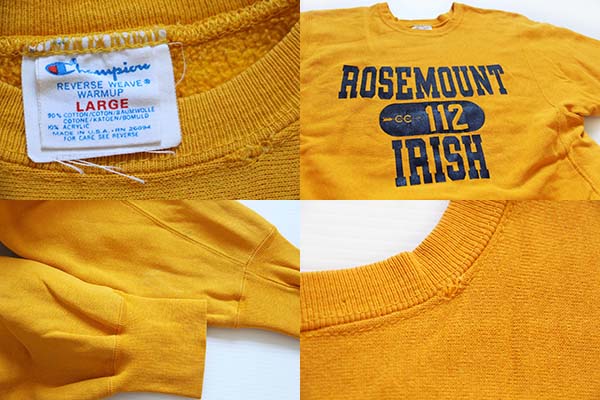 Champion
REVERSE WEAVE®
WARMUP
LARGE
90% COTTON/COTON/BAUMWOLLE
COTONE/KATOEN/BOMULD
10% ACRYLIC
MADE IN U.S.A./RN 26094
FOR CARE SEE REVERSE
ROSEMOUNT
CC 112
IRISH